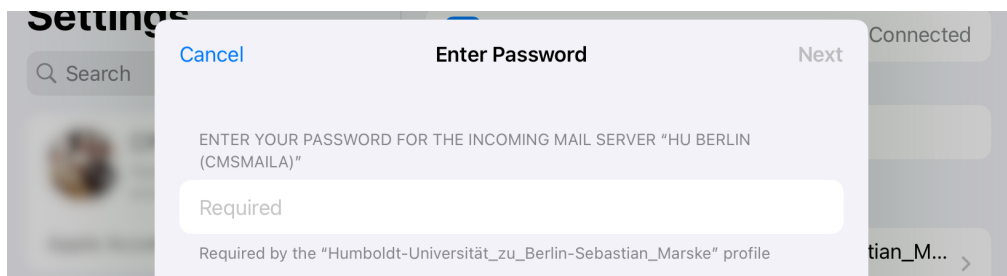 Settings
Search
Connected
Cancel
Enter Password
Next
ENTER YOUR PASSWORD FOR THE INCOMING MAIL SERVER “HU BERLIN
(CMSMAILA)”
Required
Required by the “Humboldt-Universität_zu_Berlin-Sebastian_Marske” profile
tian_M...